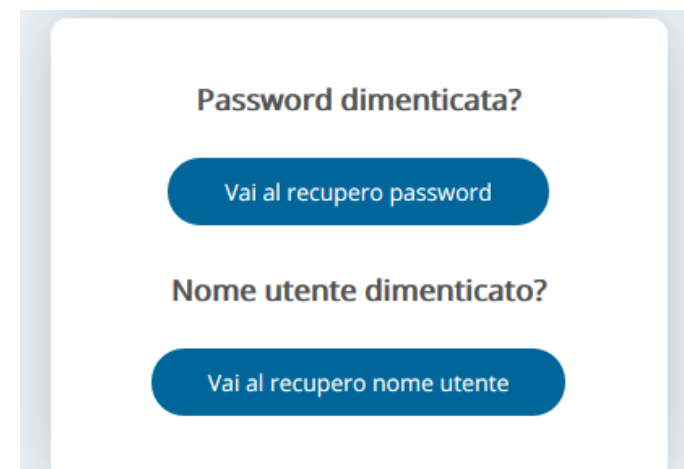 Password dimenticata?
Vai al recupero password
Nome utente dimenticato?
Vai al recupero nome utente